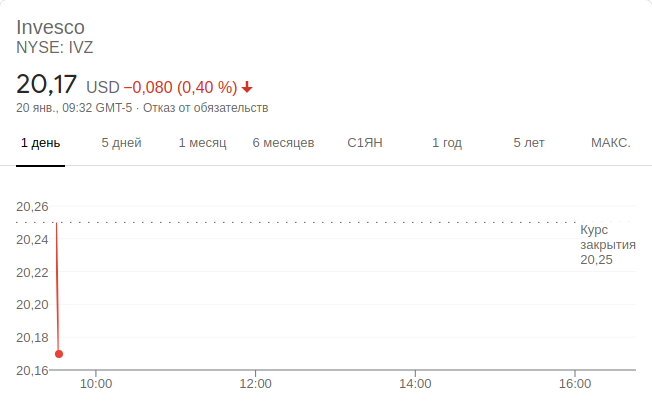 Invesco
NYSE: IVZ
20,17 USD −0,080 (0,40 %)
20 янв., 09:32 GMT-5 · Отказ от обязательств
1 день 5 дней 1 месяц 6 месяцев С1ЯН 1 год 5 лет МАКС.
20,26
20,24
20,22
20,20
20,18
20,16
Курс
закрытия
20,25
10:00 12:00 14:00 16:00